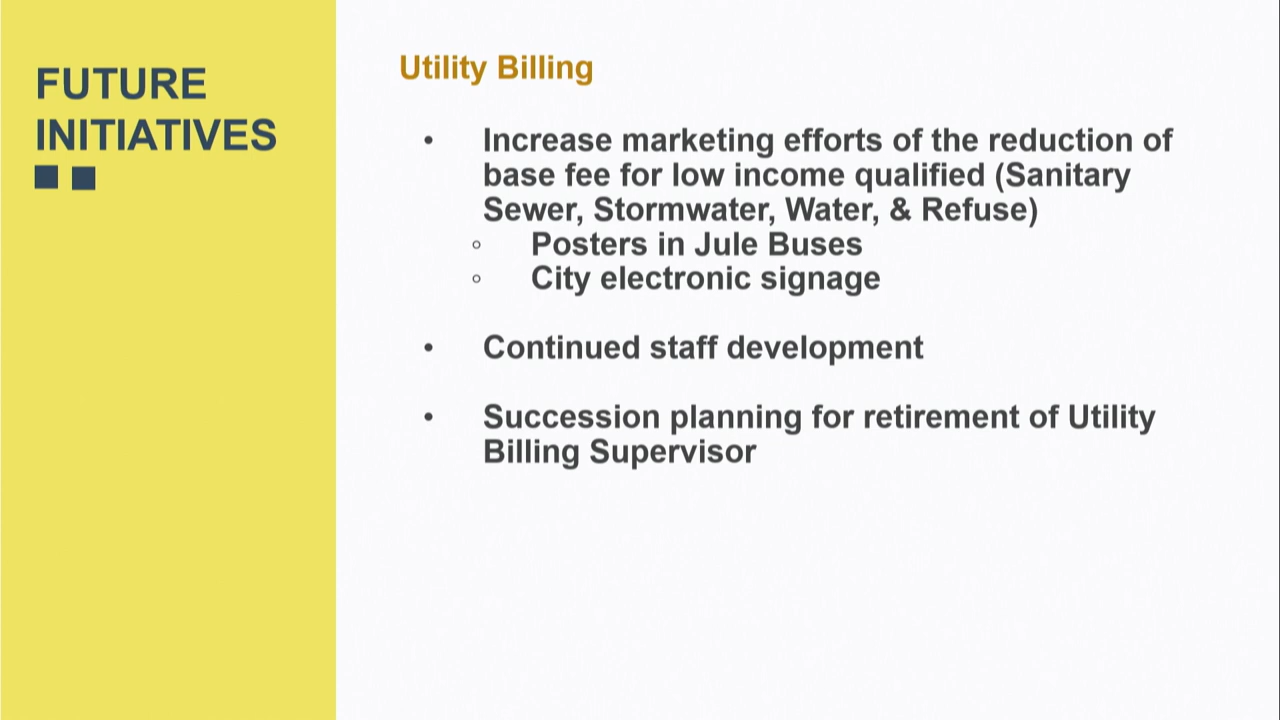 FUTURE
INITIATIVES
Utility Billing
• Increase marketing efforts of the reduction of
base fee for low income qualified (Sanitary
Sewer, Stormwater, Water, & Refuse)
◦ Posters in Jule Buses
◦ City electronic signage
• Continued staff development
• Succession planning for retirement of Utility
Billing Supervisor